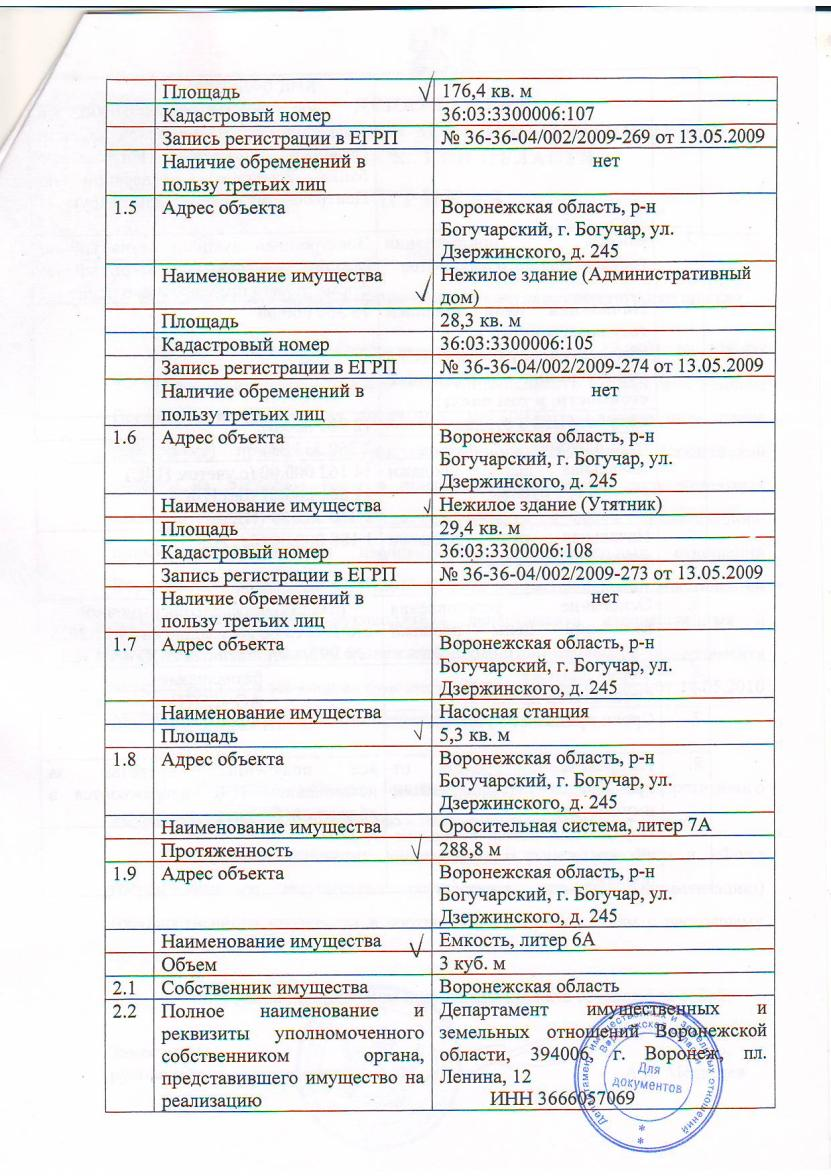 Площадь 176,4 кв. м
Кадастровый номер 36:03:3300006:107
Запись регистрации в ЕГРП № 36-36-04/002/2009-269 от 13.05.2009
Наличие обременений в нет
пользу третьих лиц
1.5 Адрес объекта Воронежская область, р-н
Богучарский, г. Богучар, ул.
Дзержинского, д. 245
Наименование имущества Нежилое здание (Административный
дом)
Площадь 28,3 кв. м
Кадастровый номер 36:03:3300006:105
Запись регистрации в ЕГРП № 36-36-04/002/2009-274 от 13.05.2009
Наличие обременений в нет
пользу третьих лиц
1.6 Адрес объекта Воронежская область, р-н
Богучарский, г. Богучар, ул.
Дзержинского, д. 245
Наименование имущества Нежилое здание (Утятник)
Площадь 29,4 кв. м
Кадастровый номер 36:03:3300006:108
Запись регистрации в ЕГРП № 36-36-04/002/2009-273 от 13.05.2009
Наличие обременений в нет
пользу третьих лиц
1.7 Адрес объекта Воронежская область, р-н
Богучарский, г. Богучар, ул.
Дзержинского, д. 245
Наименование имущества Насосная станция
Площадь 5,3 кв. м
1.8 Адрес объекта Воронежская область, р-н
Богучарский, г. Богучар, ул.
Дзержинского, д. 245
Наименование имущества Оросительная система, литер 7А
Протяженность 288,8 м
1.9 Адрес объекта Воронежская область, р-н
Богучарский, г. Богучар, ул.
Дзержинского, д. 245
Наименование имущества Емкость, литер 6А
Объем 3 куб. м
2.1 Собственник имущества Воронежская область
2.2 Полное наименование и Департамент имущественных и
реквизиты уполномоченного земельных отношений Воронежской
собственником органа, области, 394006, г. Воронеж, пл.
представившего имущество на Ленина, 12
реализацию ИНН 3666057069
Департамент имущественных и земельных отношений
Воронежской области
Для
документов